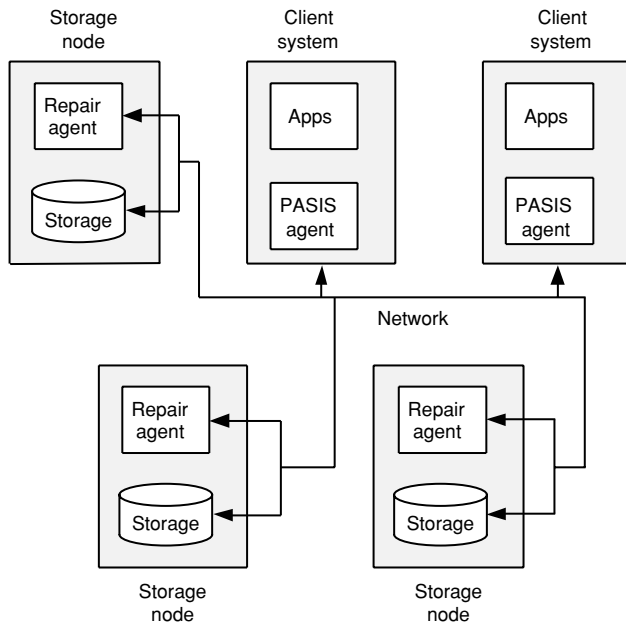 Storage
node
Client
system
Client
system
Repair
agent
Apps
Apps
Storage
PASIS
agent
PASIS
agent
Network
Repair
agent
Repair
agent
Storage
Storage
Storage
node
Storage
node